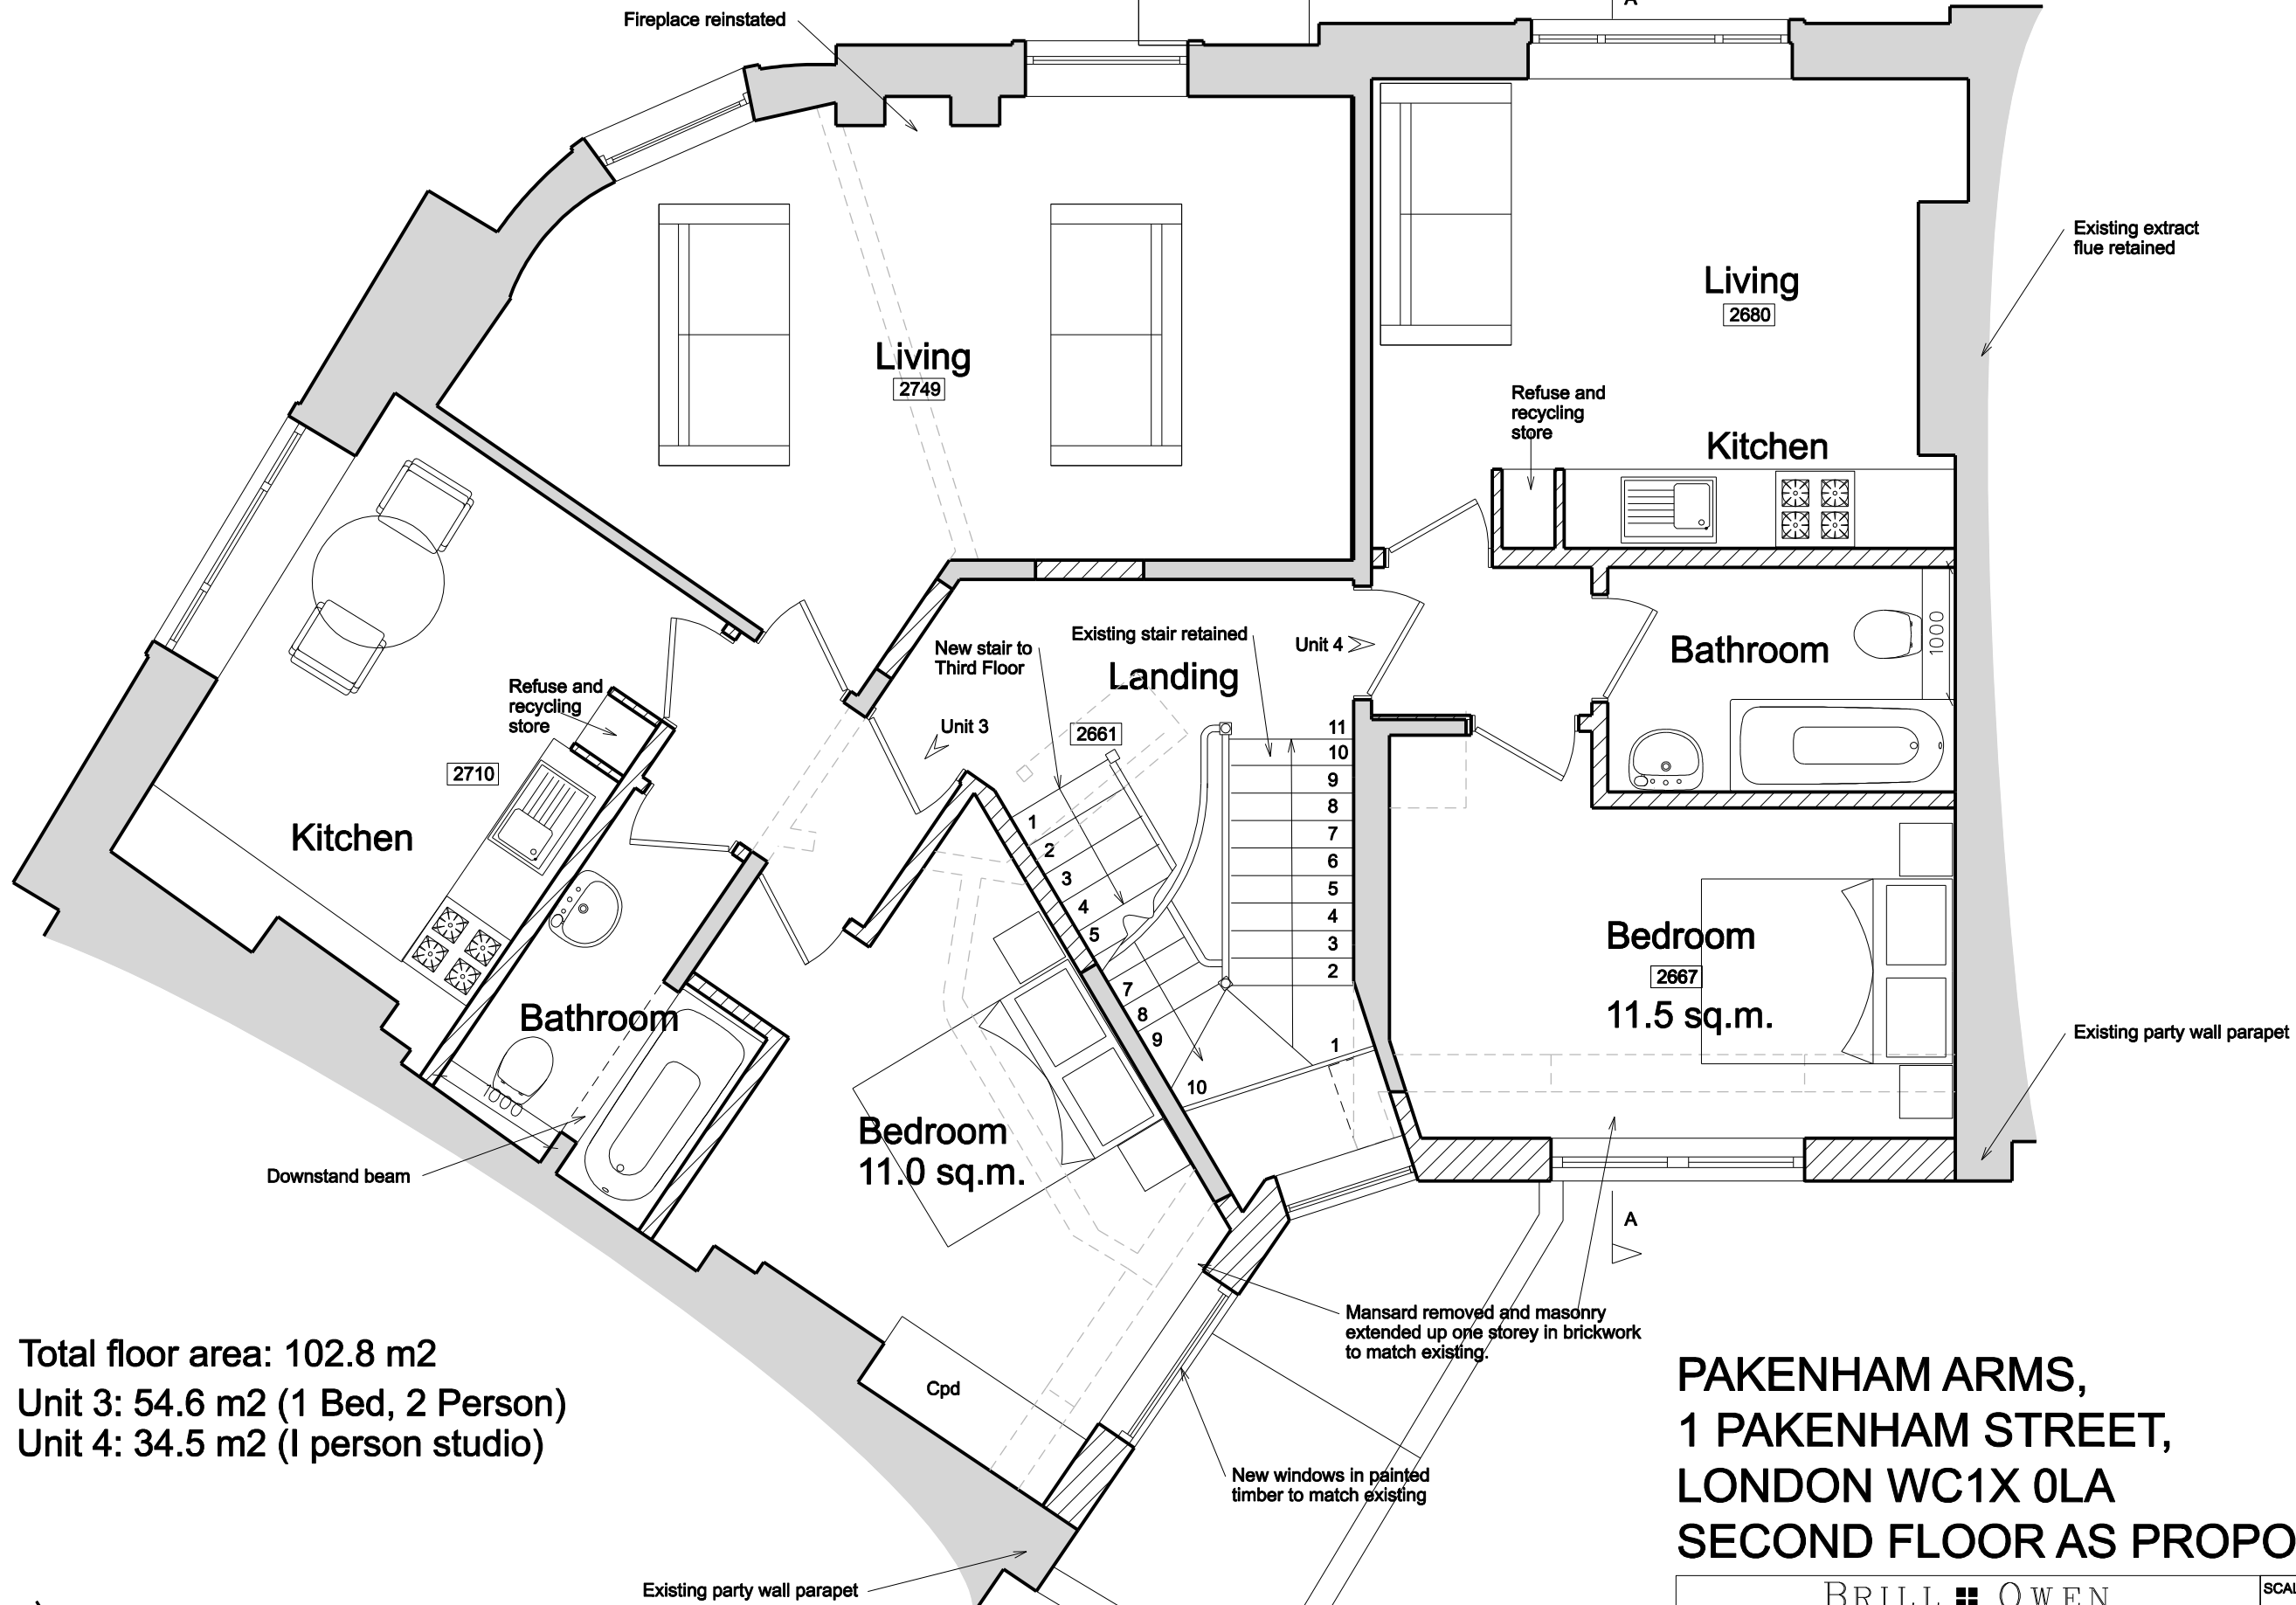 A
Fireplace reinstated
Existing extract
flue retained
Living
2680
Living
2749
Refuse and
recycling
store
Kitchen
New stair to
Third Floor
Existing stair retained
Unit 4
Landing
Bathroom
1000
Refuse and
recycling
store
Unit 3
2661
2710
Kitchen
11
10
9
8
7
6
5
4
3
2
1
1
2
3
4
5
7
8
9
10
Bedroom
2667
11.5 sq.m.
Bathroom
1000
Existing party wall parapet
Bedroom
11.0 sq.m.
Downstand beam
A
Mansard removed and masonry
extended up one storey in brickwork
to match existing.
Total floor area: 102.8 m2
Unit 3: 54.6 m2 (1 Bed, 2 Person)
Unit 4: 34.5 m2 (I person studio)
Cpd
New windows in painted
timber to match existing
Existing party wall parapet
PAKENHAM ARMS,
1 PAKENHAM STREET,
LONDON WC1X 0LA
SECOND FLOOR AS PROPO
BRILL OWEN
SCAL